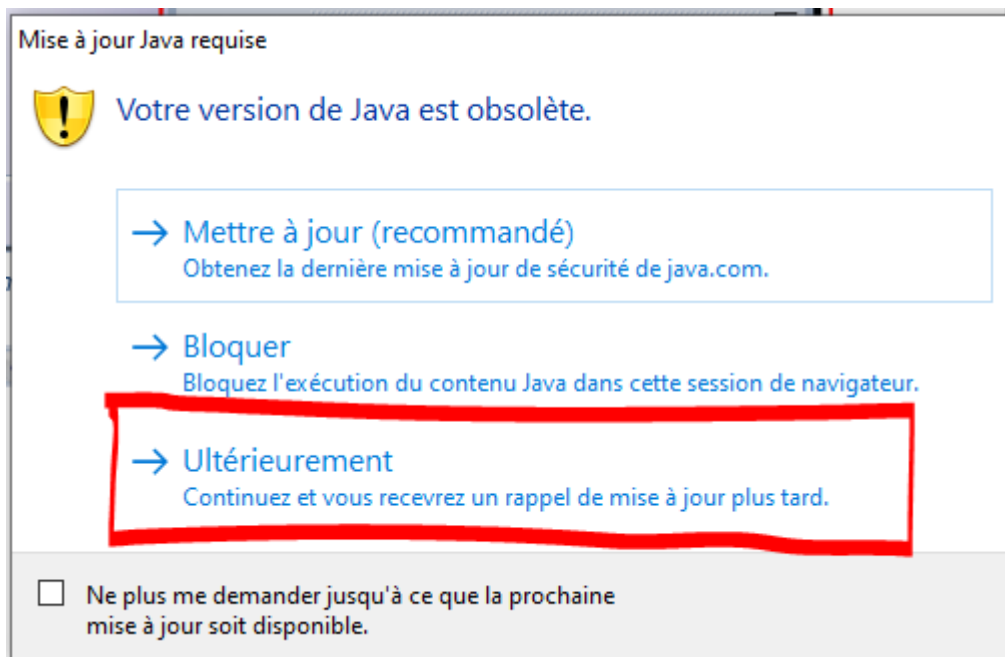 Mise à jour Java requise
Votre version de Java est obsolète.
Mettre à jour (recommandé)
Obtenez la dernière mise à jour de sécurité de java.com.
Bloquer
Bloquez l'exécution du contenu Java dans cette session de navigateur.
Ultérieurement
Continuez et vous recevrez un rappel de mise à jour plus tard.
Ne plus me demander jusqu'à ce que la prochaine
mise à jour soit disponible.